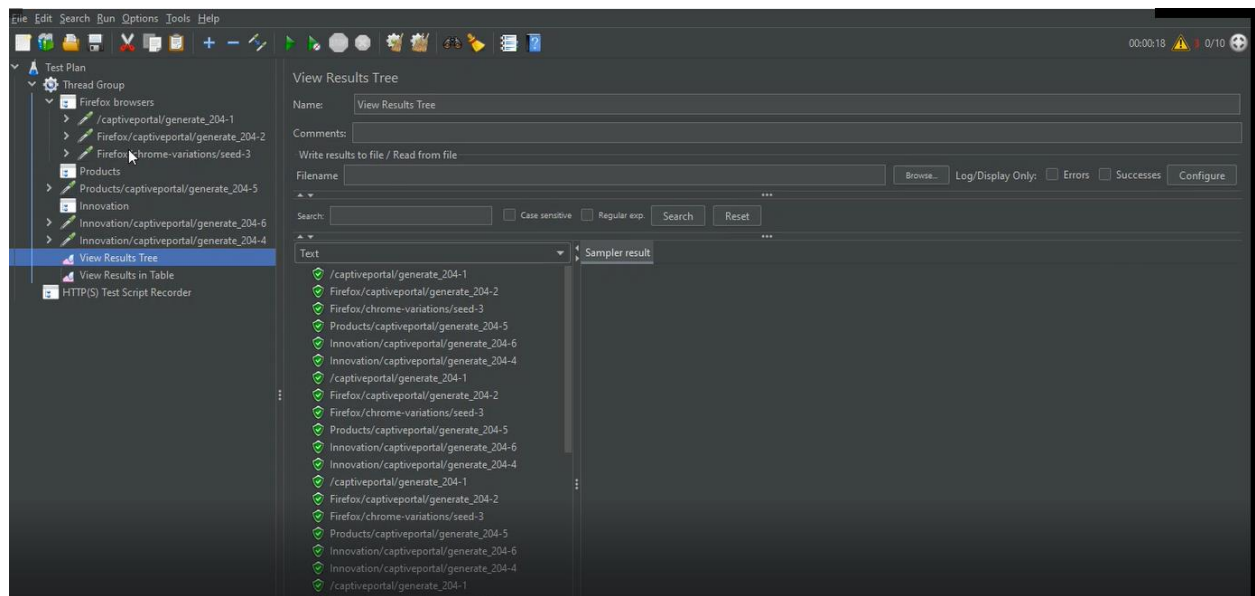 File Edit Search Run Options Tools Help
00:00:18 0/10
Test Plan
Thread Group
Firefox browsers
/captiveportal/generate_204-1
Firefox/captiveportal/generate_204-2
Firefox/chrome-variations/seed-3
Products
Products/captiveportal/generate_204-5
Innovation
Innovation/captiveportal/generate_204-6
Innovation/captiveportal/generate_204-4
View Results Tree
View Results in Table
HTTP(S) Test Script Recorder
View Results Tree
Name: View Results Tree
Comments:
Write results to file / Read from file
Filename Browse... Log/Display Only: Errors Successes Configure
Search: Case sensitive Regular exp. Search Reset
Text Sampler result
/captiveportal/generate_204-1
Firefox/captiveportal/generate_204-2
Firefox/chrome-variations/seed-3
Products/captiveportal/generate_204-5
Innovation/captiveportal/generate_204-6
Innovation/captiveportal/generate_204-4
/captiveportal/generate_204-1
Firefox/captiveportal/generate_204-2
Firefox/chrome-variations/seed-3
Products/captiveportal/generate_204-5
Innovation/captiveportal/generate_204-6
Innovation/captiveportal/generate_204-4
/captiveportal/generate_204-1
Firefox/captiveportal/generate_204-2
Firefox/chrome-variations/seed-3
Products/captiveportal/generate_204-5
Innovation/captiveportal/generate_204-6
Innovation/captiveportal/generate_204-4
/captiveportal/generate_204-1